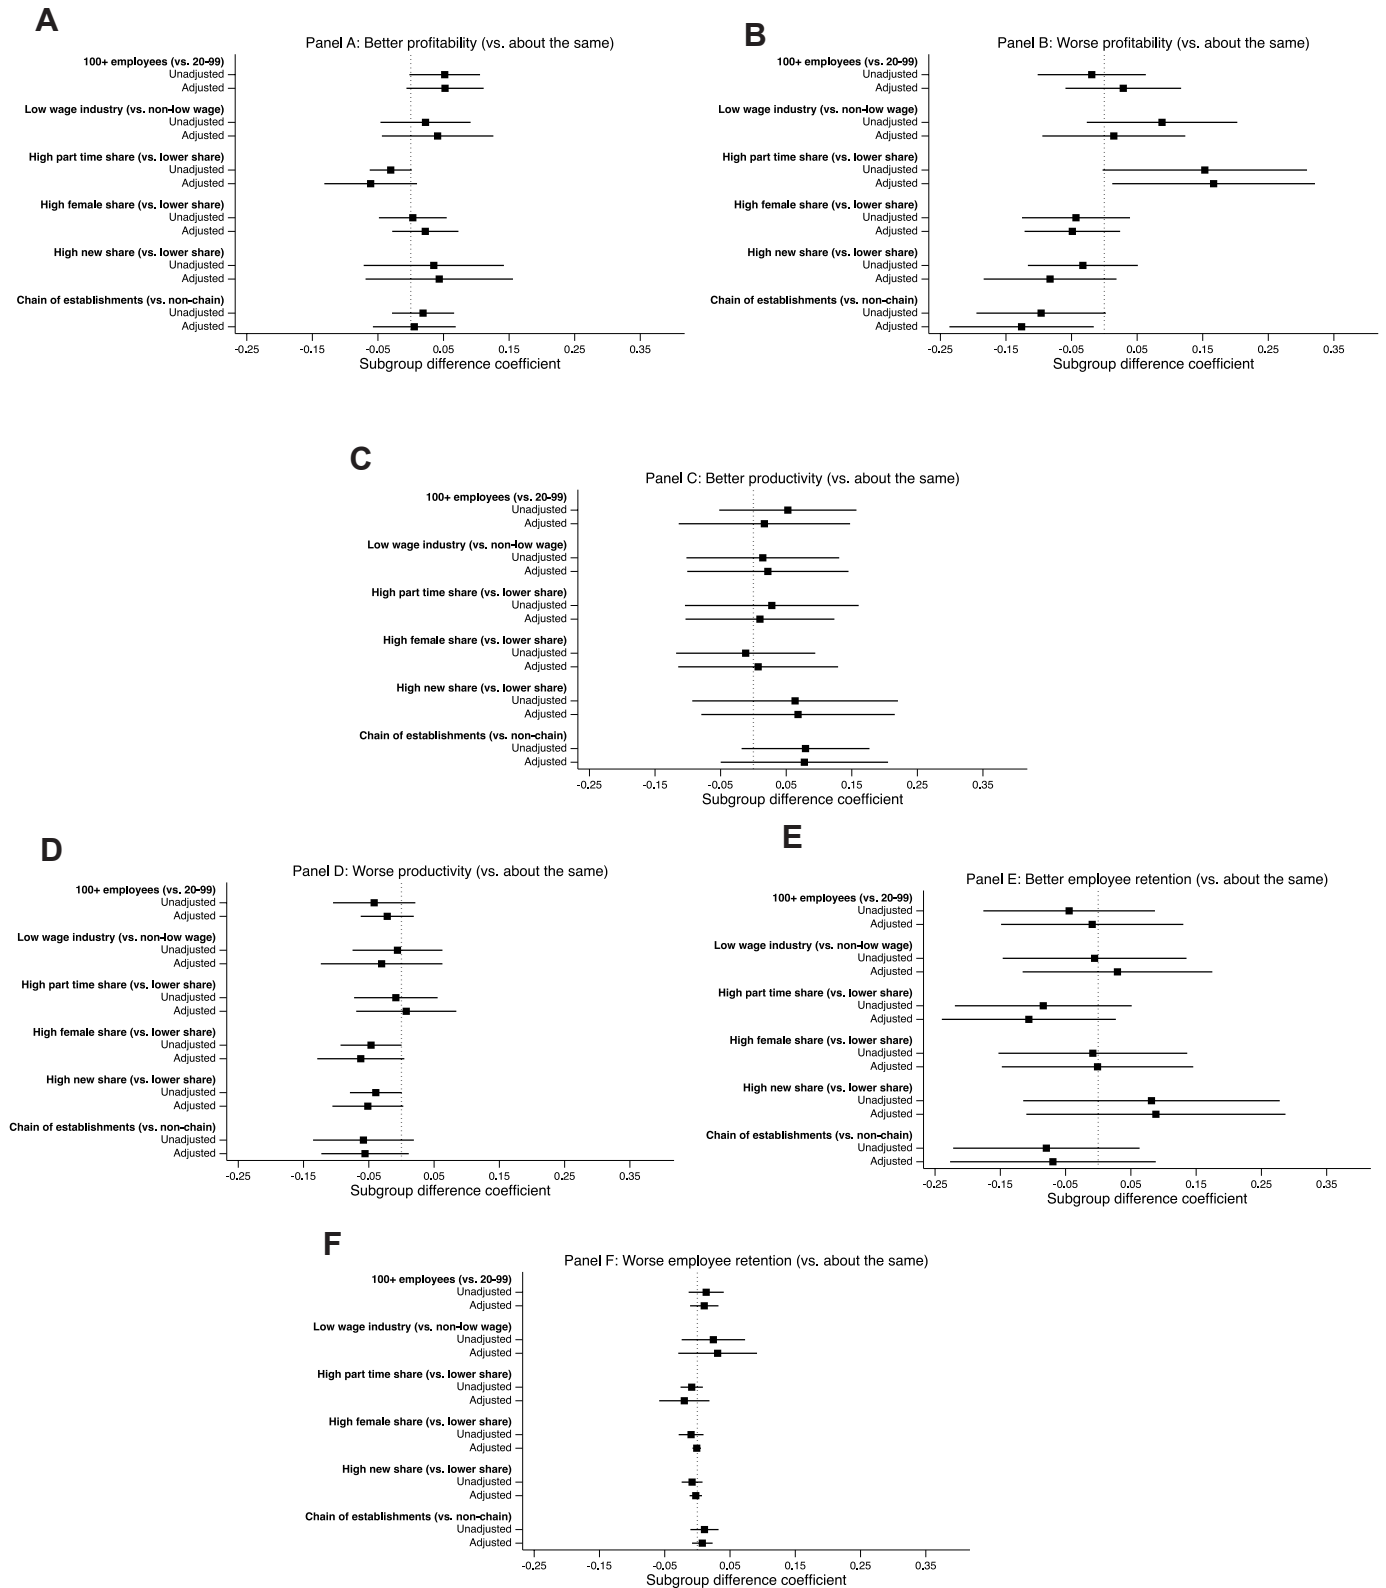 A
Panel A: Better profitability (vs. about the same)
100+ employees (vs. 20-99)
Unadjusted
Adjusted
Low wage industry (vs. non-low wage)
Unadjusted
Adjusted
High part time share (vs. lower share)
Unadjusted
Adjusted
High female share (vs. lower share)
Unadjusted
Adjusted
High new share (vs. lower share)
Unadjusted
Adjusted
Chain of establishments (vs. non-chain)
Unadjusted
Adjusted
-0.25 -0.15 -0.05 0.05 0.15 0.25 0.35
Subgroup difference coefficient
B
Panel B: Worse profitability (vs. about the same)
100+ employees (vs. 20-99)
Unadjusted
Adjusted
Low wage industry (vs. non-low wage)
Unadjusted
Adjusted
High part time share (vs. lower share)
Unadjusted
Adjusted
High female share (vs. lower share)
Unadjusted
Adjusted
High new share (vs. lower share)
Unadjusted
Adjusted
Chain of establishments (vs. non-chain)
Unadjusted
Adjusted
-0.25 -0.15 -0.05 0.05 0.15 0.25 0.35
Subgroup difference coefficient
C
Panel C: Better productivity (vs. about the same)
100+ employees (vs. 20-99)
Unadjusted
Adjusted
Low wage industry (vs. non-low wage)
Unadjusted
Adjusted
High part time share (vs. lower share)
Unadjusted
Adjusted
High female share (vs. lower share)
Unadjusted
Adjusted
High new share (vs. lower share)
Unadjusted
Adjusted
Chain of establishments (vs. non-chain)
Unadjusted
Adjusted
-0.25 -0.15 -0.05 0.05 0.15 0.25 0.35
Subgroup difference coefficient
D
Panel D: Worse productivity (vs. about the same)
100+ employees (vs. 20-99)
Unadjusted
Adjusted
Low wage industry (vs. non-low wage)
Unadjusted
Adjusted
High part time share (vs. lower share)
Unadjusted
Adjusted
High female share (vs. lower share)
Unadjusted
Adjusted
High new share (vs. lower share)
Unadjusted
Adjusted
Chain of establishments (vs. non-chain)
Unadjusted
Adjusted
-0.25 -0.15 -0.05 0.05 0.15 0.25 0.35
Subgroup difference coefficient
E
Panel E: Better employee retention (vs. about the same)
100+ employees (vs. 20-99)
Unadjusted
Adjusted
Low wage industry (vs. non-low wage)
Unadjusted
Adjusted
High part time share (vs. lower share)
Unadjusted
Adjusted
High female share (vs. lower share)
Unadjusted
Adjusted
High new share (vs. lower share)
Unadjusted
Adjusted
Chain of establishments (vs. non-chain)
Unadjusted
Adjusted
-0.25 -0.15 -0.05 0.05 0.15 0.25 0.35
Subgroup difference coefficient
F
Panel F: Worse employee retention (vs. about the same)
100+ employees (vs. 20-99)
Unadjusted
Adjusted
Low wage industry (vs. non-low wage)
Unadjusted
Adjusted
High part time share (vs. lower share)
Unadjusted
Adjusted
High female share (vs. lower share)
Unadjusted
Adjusted
High new share (vs. lower share)
Unadjusted
Adjusted
Chain of establishments (vs. non-chain)
Unadjusted
Adjusted
-0.25 -0.15 -0.05 0.05 0.15 0.25 0.35
Subgroup difference coefficient